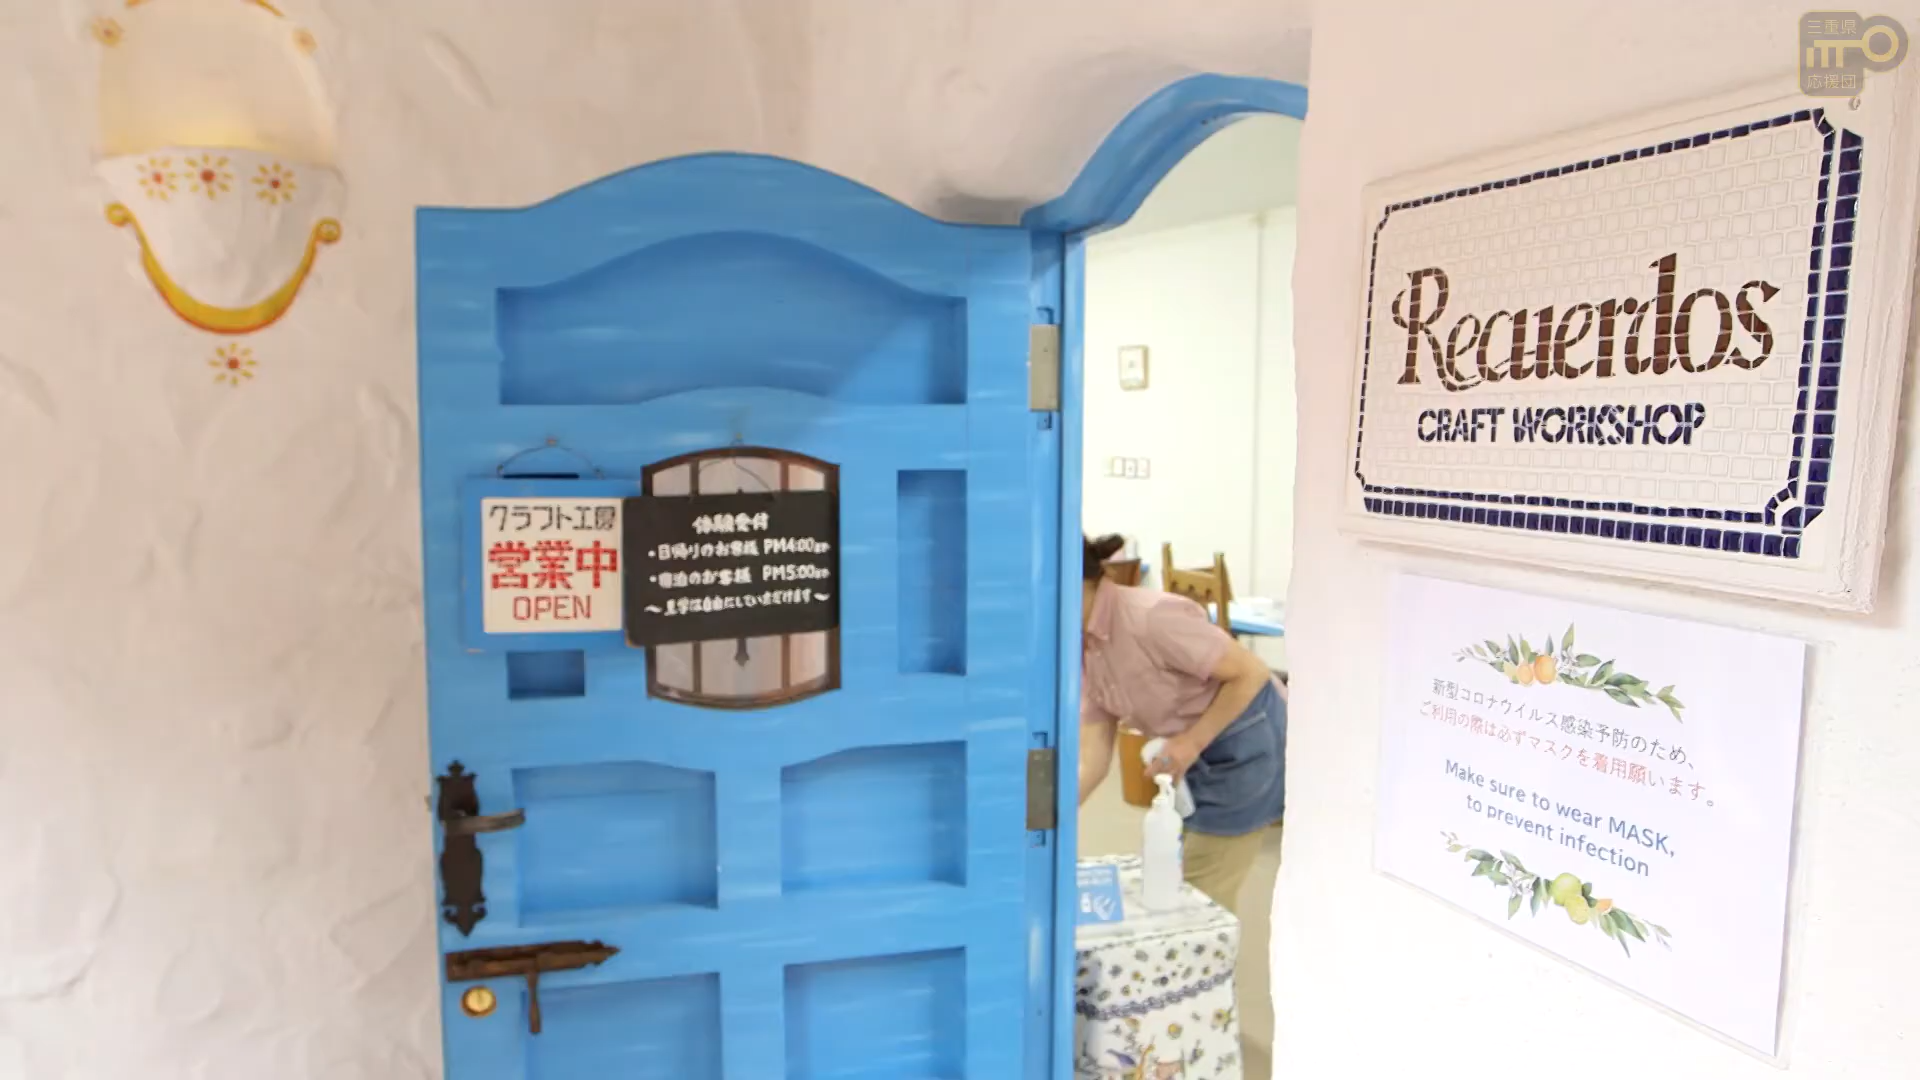 三重県
応援団
Recuerdos
CRAFT WORKSHOP
クラフト工房
営業中
OPEN
体験受付
・日帰りのお客様 PM4:00まで
・宿泊のお客様 PM5:00まで
〜見学は自由にしていただけます〜
新型コロナウイルス感染予防のため、
ご利用の際は必ずマスクを着用願います。
Make sure to wear MASK,
to prevent infection